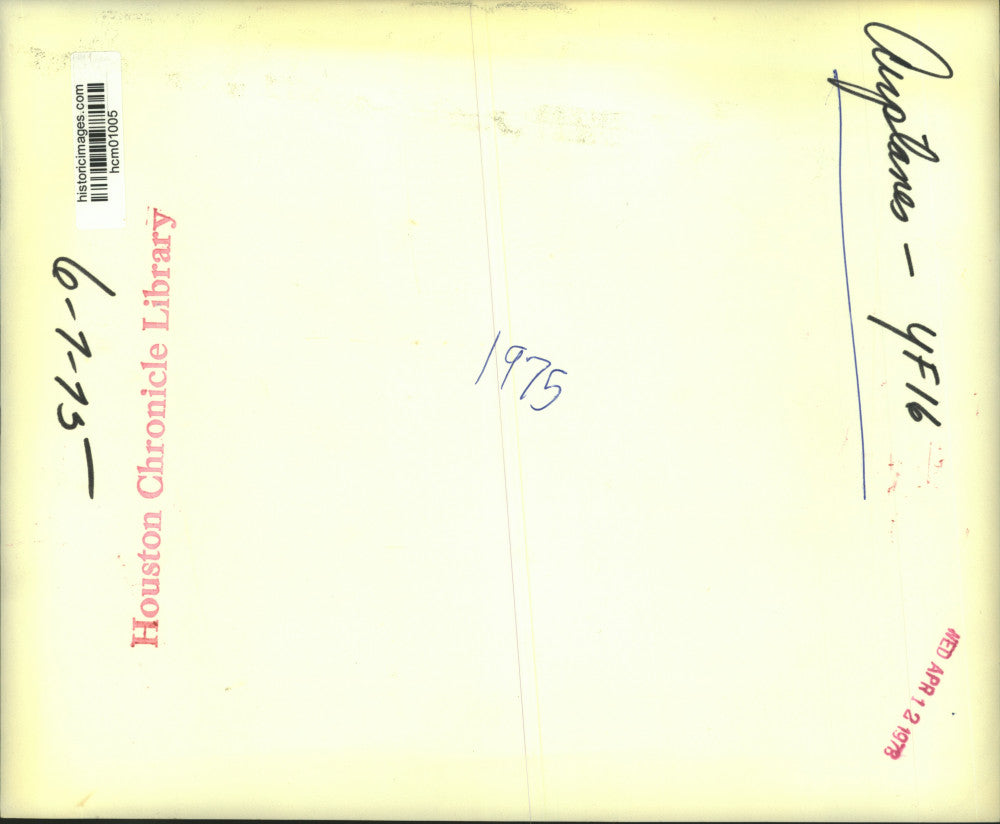 Airplanes – YF16
1975
6-7-75 –
Houston Chronicle Library
historicimages.com
hcm01005
WED APR 12 1978